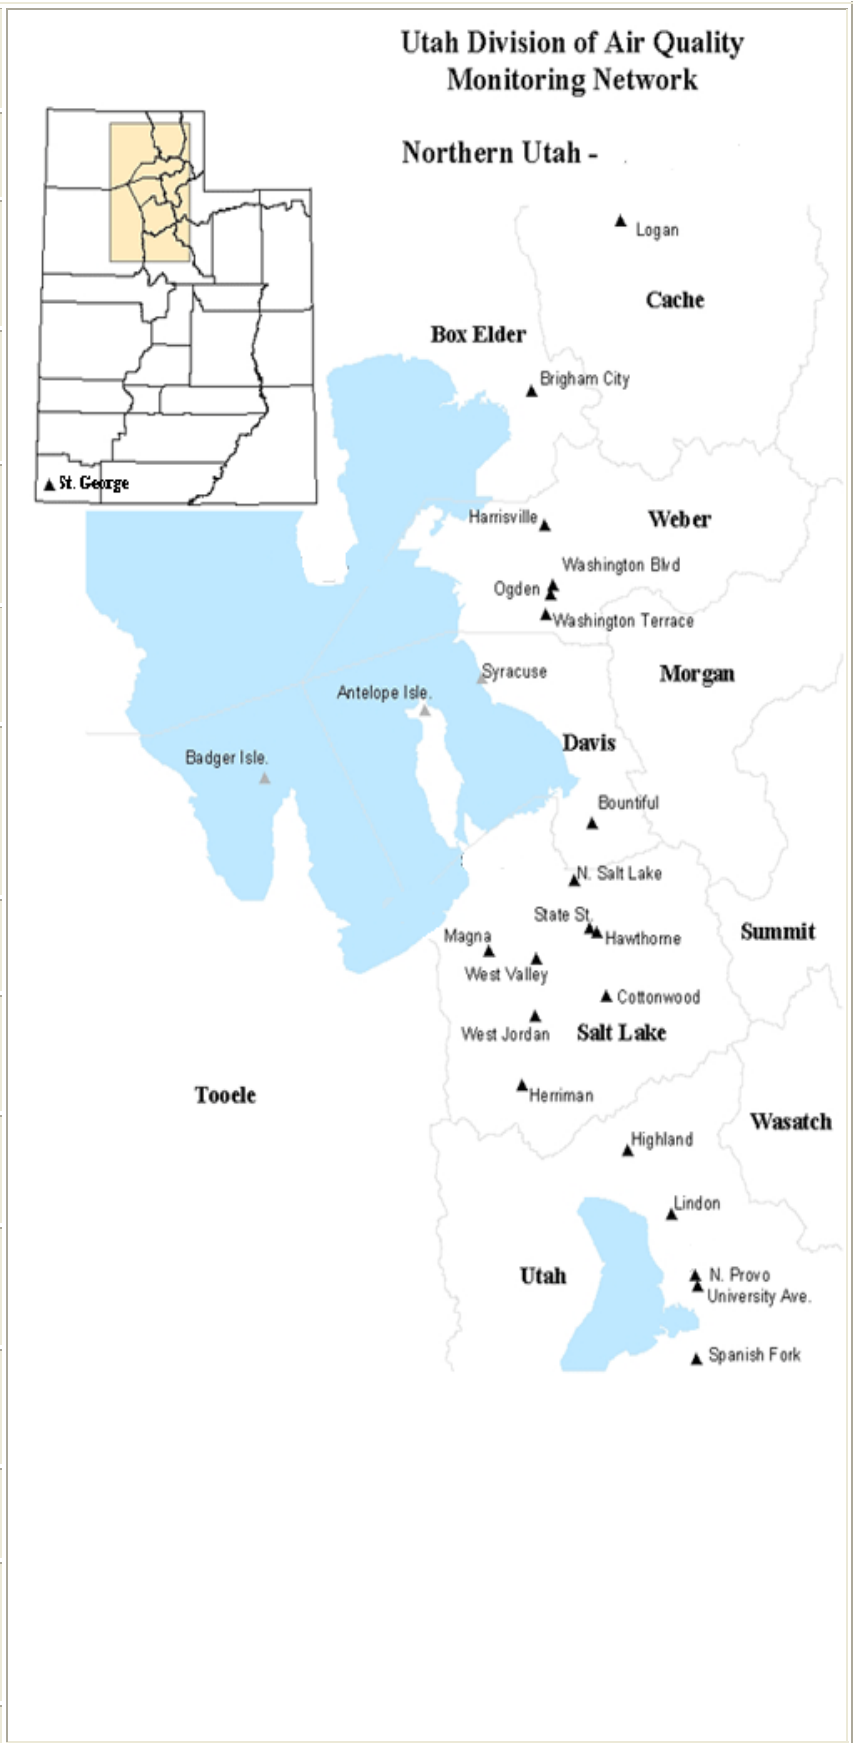 Utah Division of Air Quality
Monitoring Network
Northern Utah -
Logan
Cache
Box Elder
Brigham City
St. George
Harrisville
Weber
Washington Blvd
Ogden
Washington Terrace
Syracuse
Morgan
Antelope Isle.
Davis
Badger Isle.
Bountiful
N. Salt Lake
State St.
Summit
Magna
Hawthorne
West Valley
Cottonwood
West Jordan
Salt Lake
Tooele
Herriman
Wasatch
Highland
Lindon
Utah
N. Provo
University Ave.
Spanish Fork